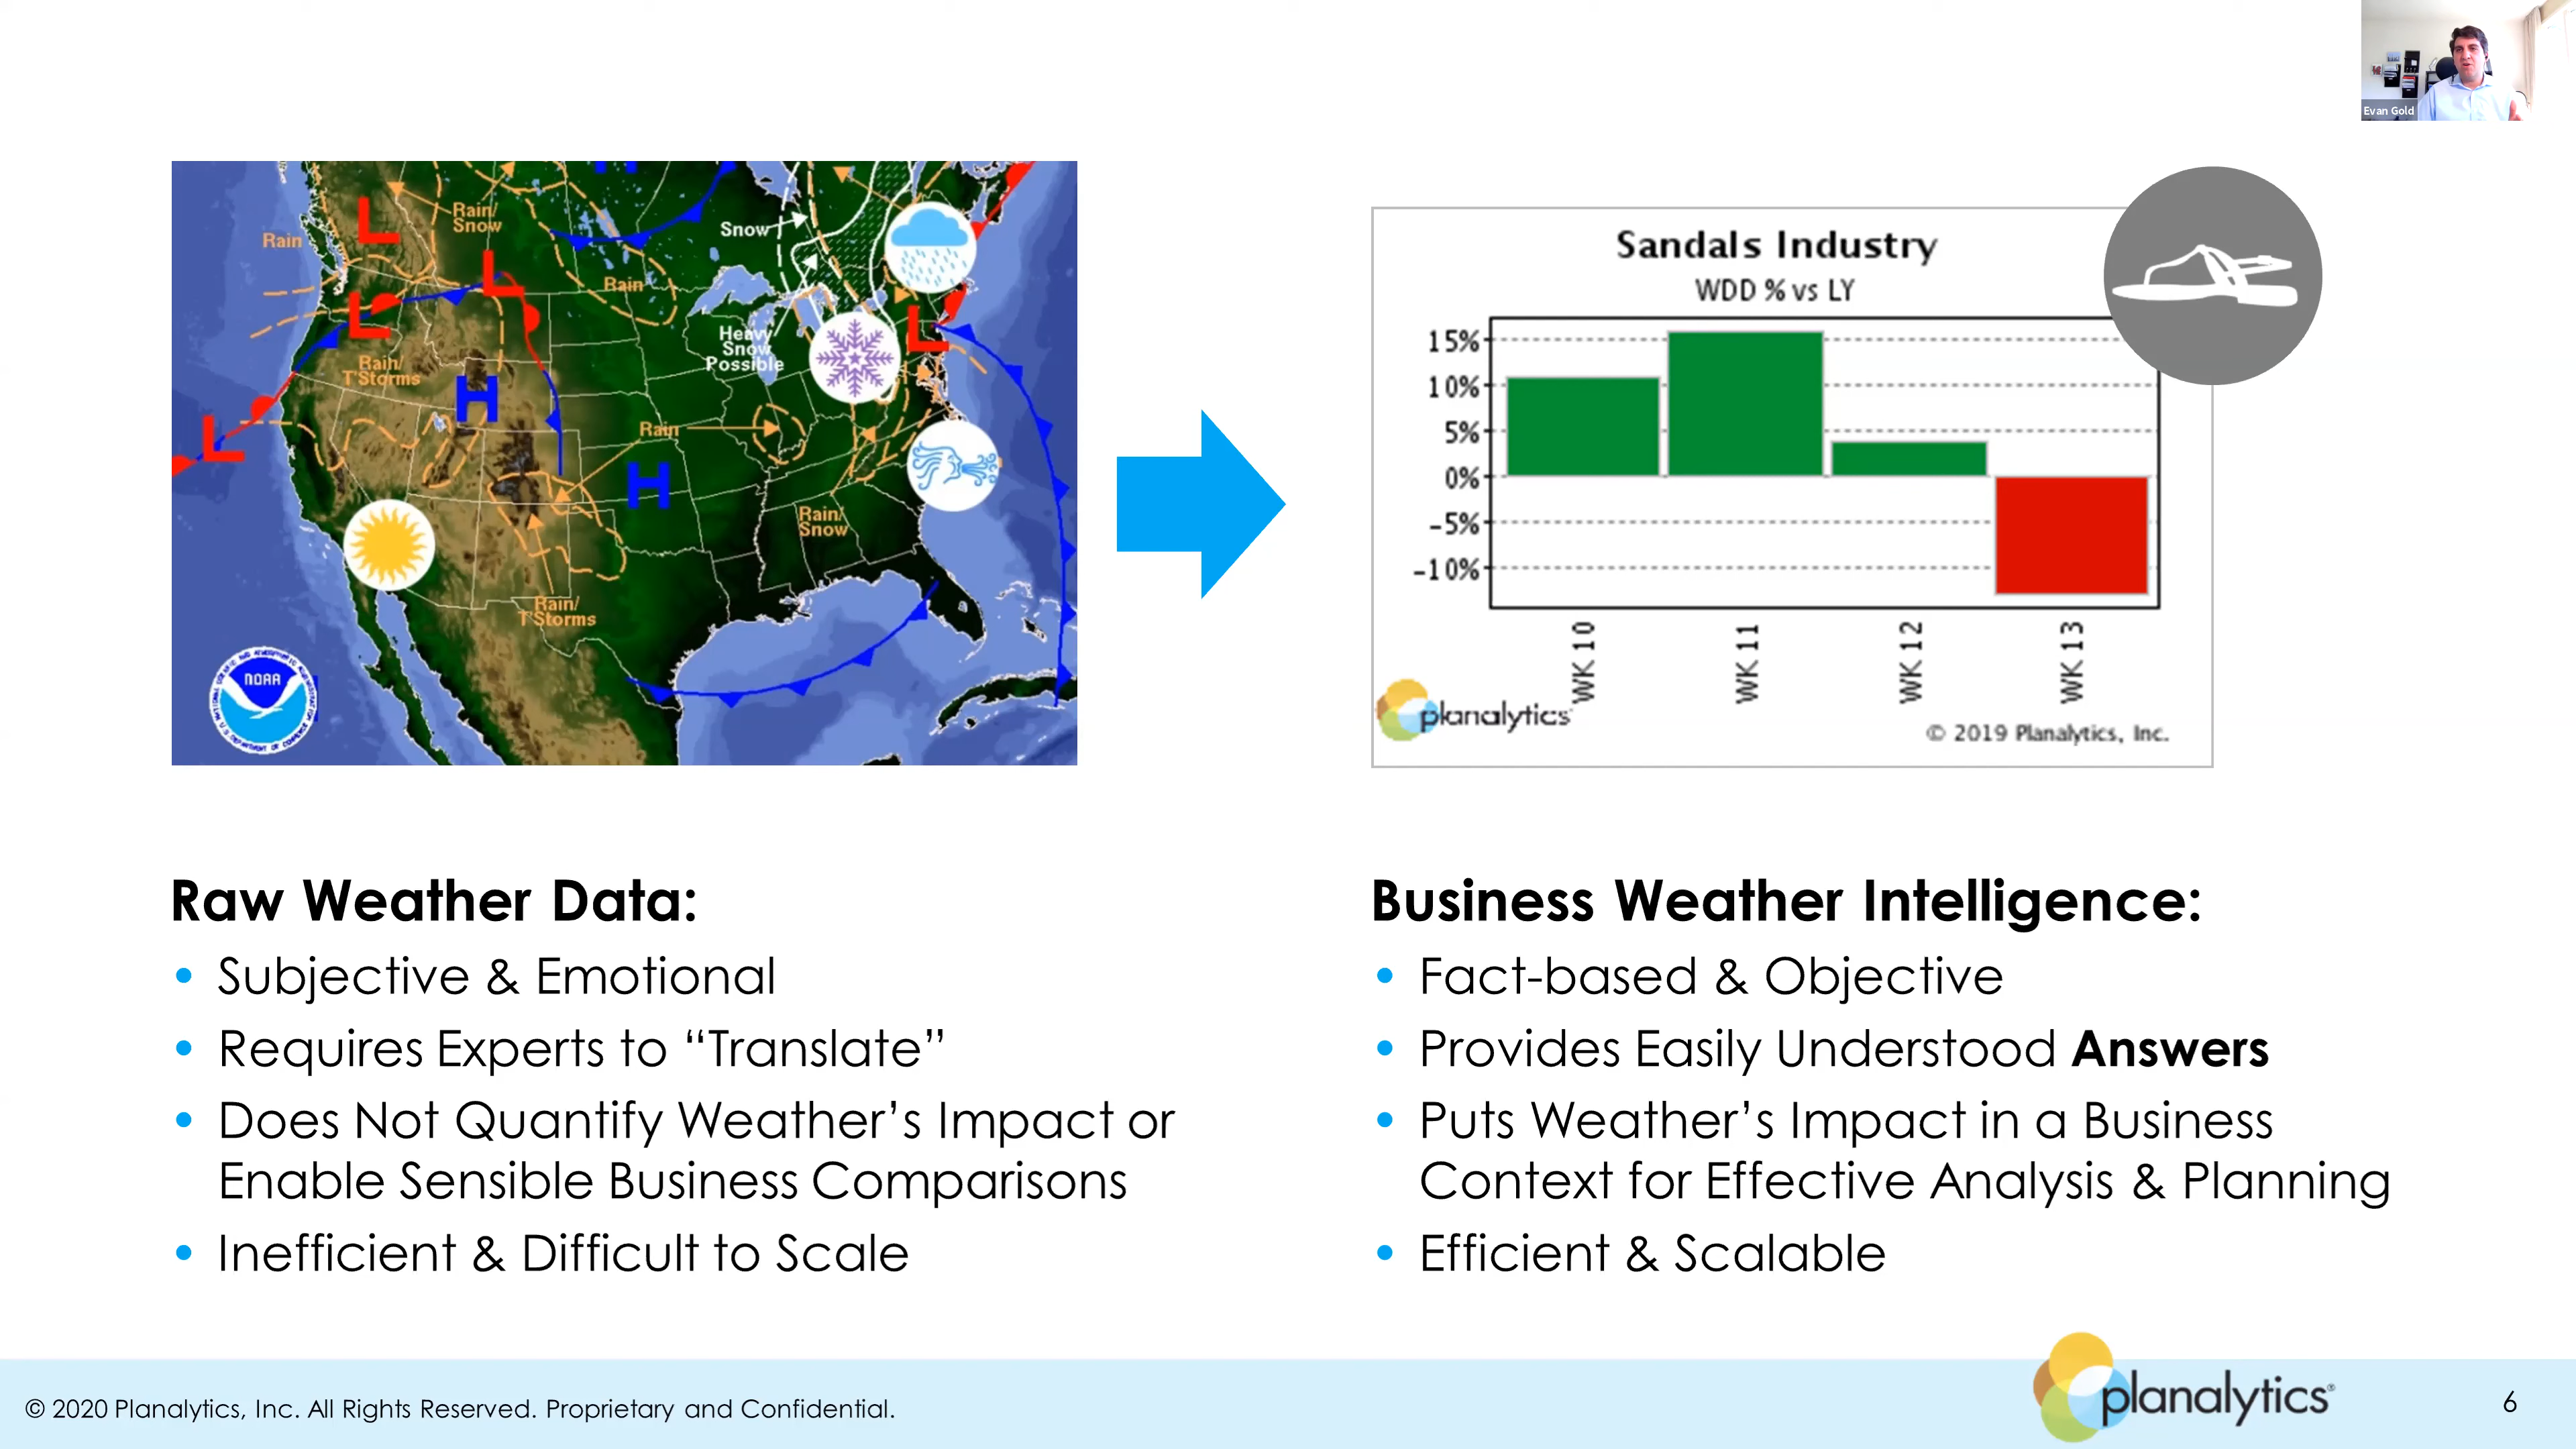 Evan Gold
Rain
Rain/
Snow
Snow
Rain
Heavy
Snow
Possible
Rain/
T'Storms
Rain
Rain/
Snow
Rain/
T'Storms
L
L
L
L
L
H
H
NOAA
Sandals Industry
WDD % vs LY
15%
10%
5%
0%
-5%
-10%
WK 10
WK 11
WK 12
WK 13
planalytics
© 2019 Planalytics, Inc.
Raw Weather Data:
• Subjective & Emotional
• Requires Experts to “Translate”
• Does Not Quantify Weather’s Impact or
Enable Sensible Business Comparisons
• Inefficient & Difficult to Scale
Business Weather Intelligence:
• Fact-based & Objective
• Provides Easily Understood Answers
• Puts Weather’s Impact in a Business
Context for Effective Analysis & Planning
• Efficient & Scalable
© 2020 Planalytics, Inc. All Rights Reserved. Proprietary and Confidential.
planalytics®
6